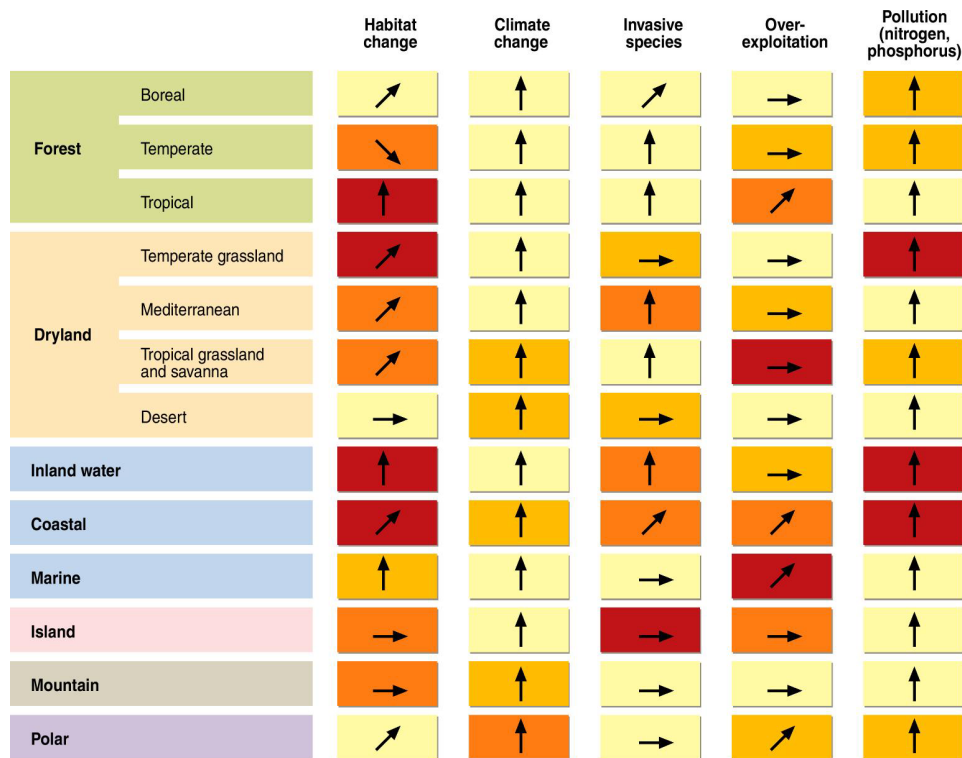 Habitat
change
Climate
change
Invasive
species
Over-
exploitation
Pollution
(nitrogen,
phosphorus)
Forest
Boreal
Temperate
Tropical
Dryland
Temperate grassland
Mediterranean
Tropical grassland
and savanna
Desert
Inland water
Coastal
Marine
Island
Mountain
Polar